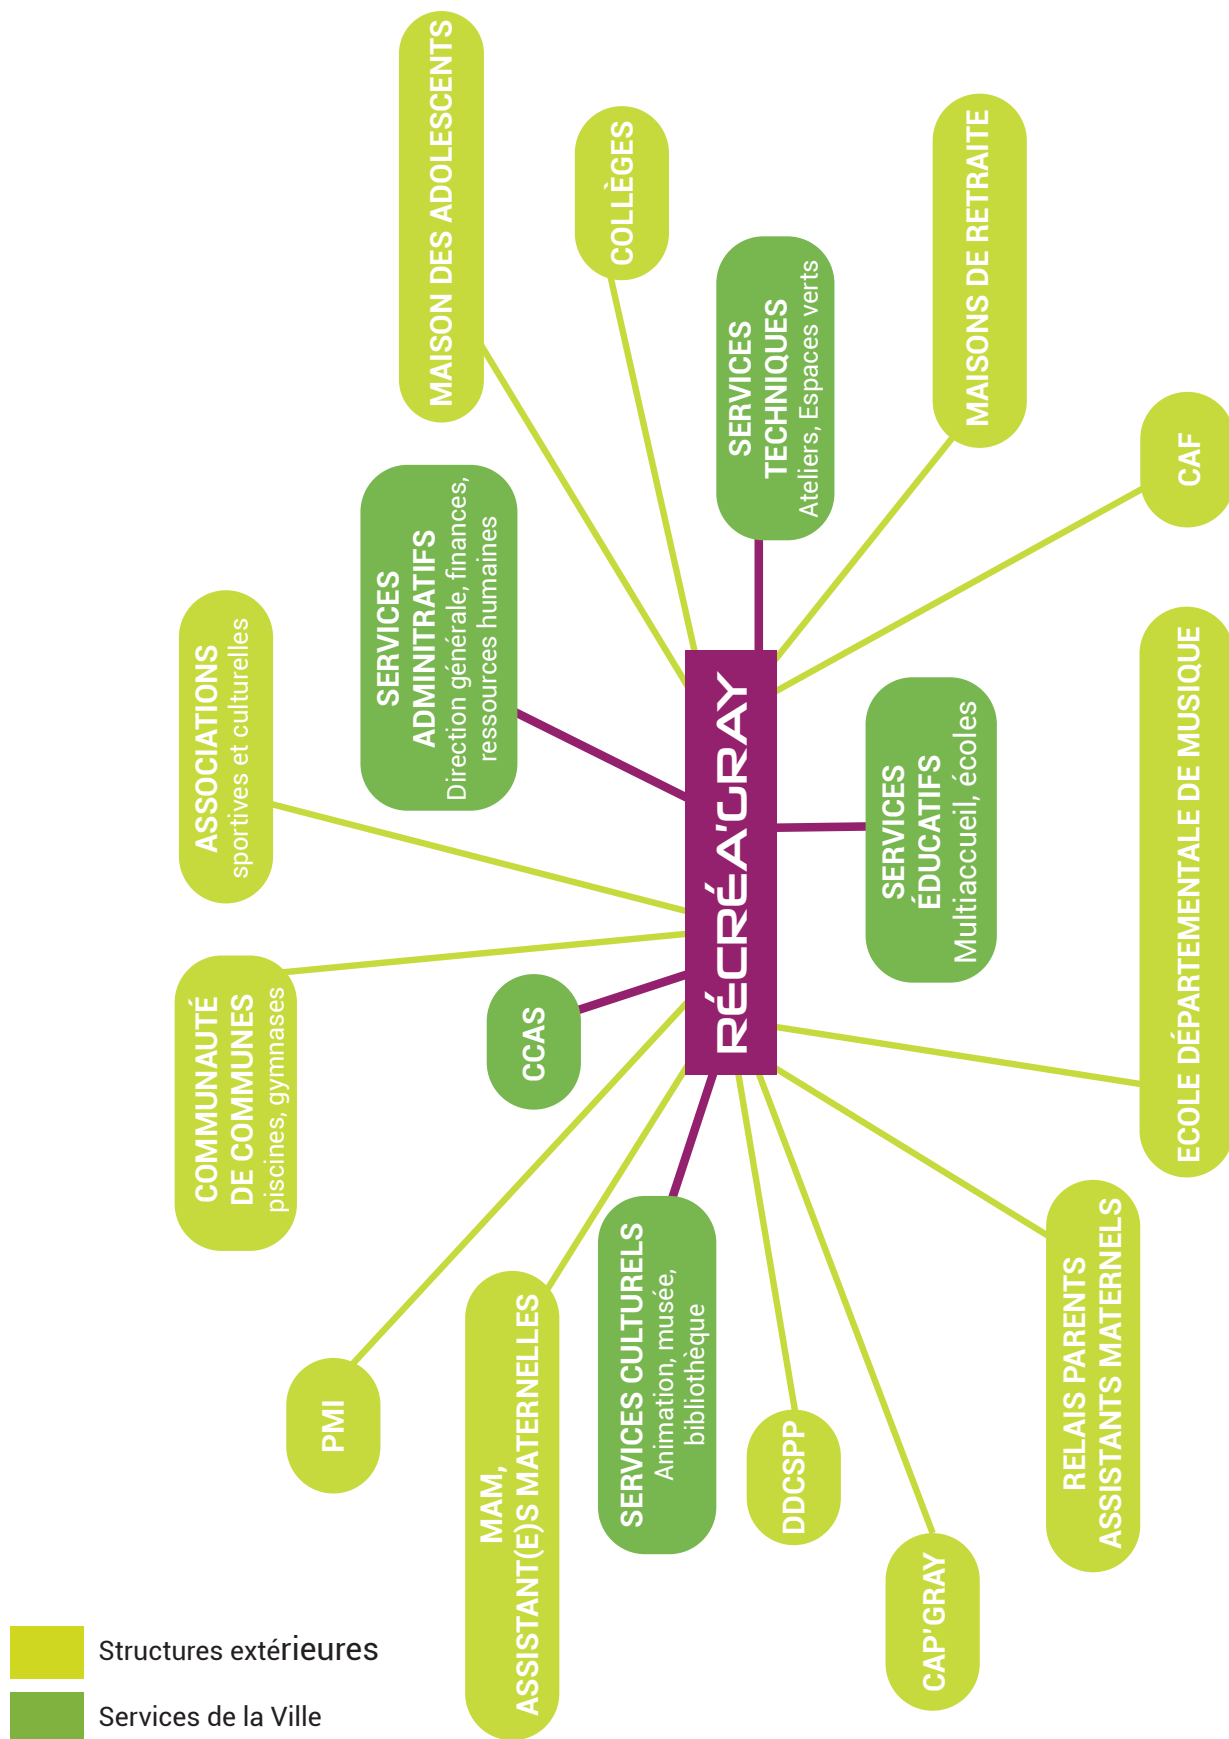 MAISON DES ADOLESCENTS
COLLÈGES
SERVICES
TECHNIQUES
Ateliers, Espaces verts
MAISONS DE RETRAITE
CAF
SERVICES
ADMINITRATIFS
Direction générale, finances,
ressources humaines
ASSOCIATIONS
sportives et culturelles
RÉCRÉA'GRAY
SERVICES
ÉDUCATIFS
Multiaccueil, écoles
ECOLE DÉPARTEMENTALE DE MUSIQUE
COMMUNAUTÉ
DE COMMUNES
piscines, gymnases
CCAS
PMI
MAM,
ASSISTANT(E)S MATERNELLES
SERVICES CULTURELS
Animation, musée,
bibliothèque
DDCSPP
CAP'GRAY
RELAIS PARENTS
ASSISTANTS MATERNELS
Structures extérieures
Services de la Ville